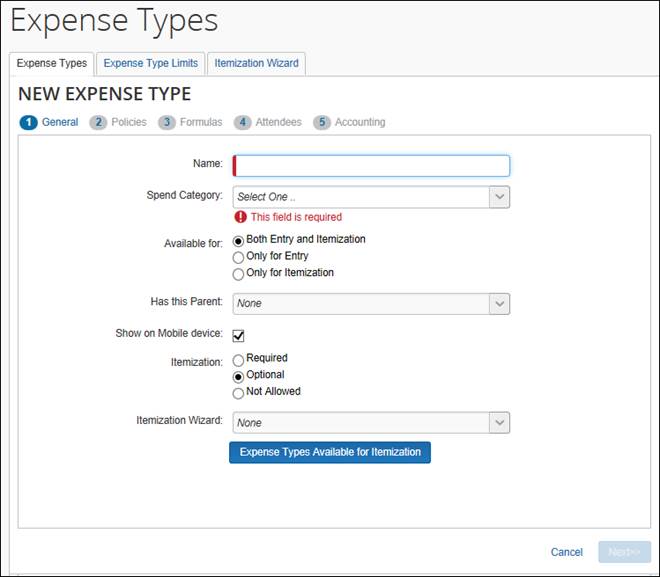 Expense Types
Expense Types Expense Type Limits Itemization Wizard
NEW EXPENSE TYPE
1 General 2 Policies 3 Formulas 4 Attendees 5 Accounting
Name:
Spend Category: Select One ..
This field is required
Available for: Both Entry and Itemization
Only for Entry
Only for Itemization
Has this Parent: None
Show on Mobile device:
Itemization: Required
Optional
Not Allowed
Itemization Wizard: None
Expense Types Available for Itemization
Cancel Next>>